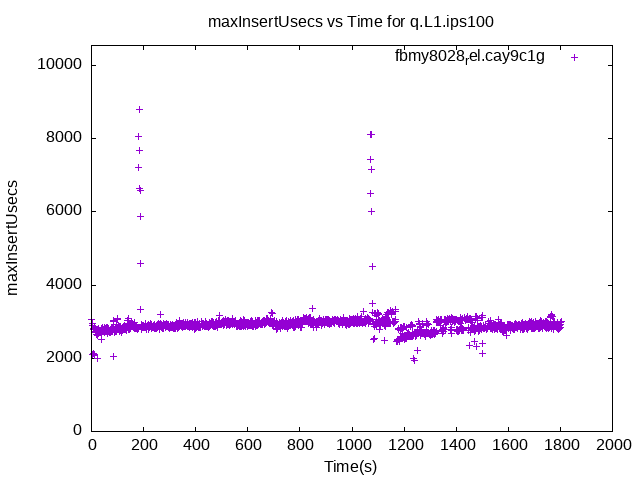 maxInsertUsecs vs Time for q.L1.ips100
fbmy8028rel.cay9c1g
10000
8000
6000
4000
2000
0
maxInsertUsecs
0 200 400 600 800 1000 1200 1400 1600 1800 2000
Time(s)